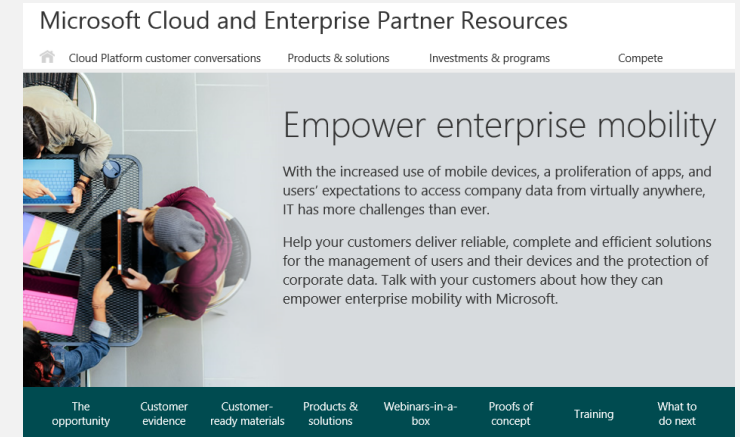 Microsoft Cloud and Enterprise Partner Resources
Cloud Platform customer conversations Products & solutions Investments & programs Compete
Empower enterprise mobility
With the increased use of mobile devices, a proliferation of apps, and
users' expectations to access company data from virtually anywhere,
IT has more challenges than ever.
Help your customers deliver reliable, complete and efficient solutions
for the management of users and their devices and the protection of
corporate data. Talk with your customers about how they can
empower enterprise mobility with Microsoft.
The opportunity
Customer evidence
Customer-ready materials
Products & solutions
Webinars-in-a-box
Proofs of concept
Training
What to do next